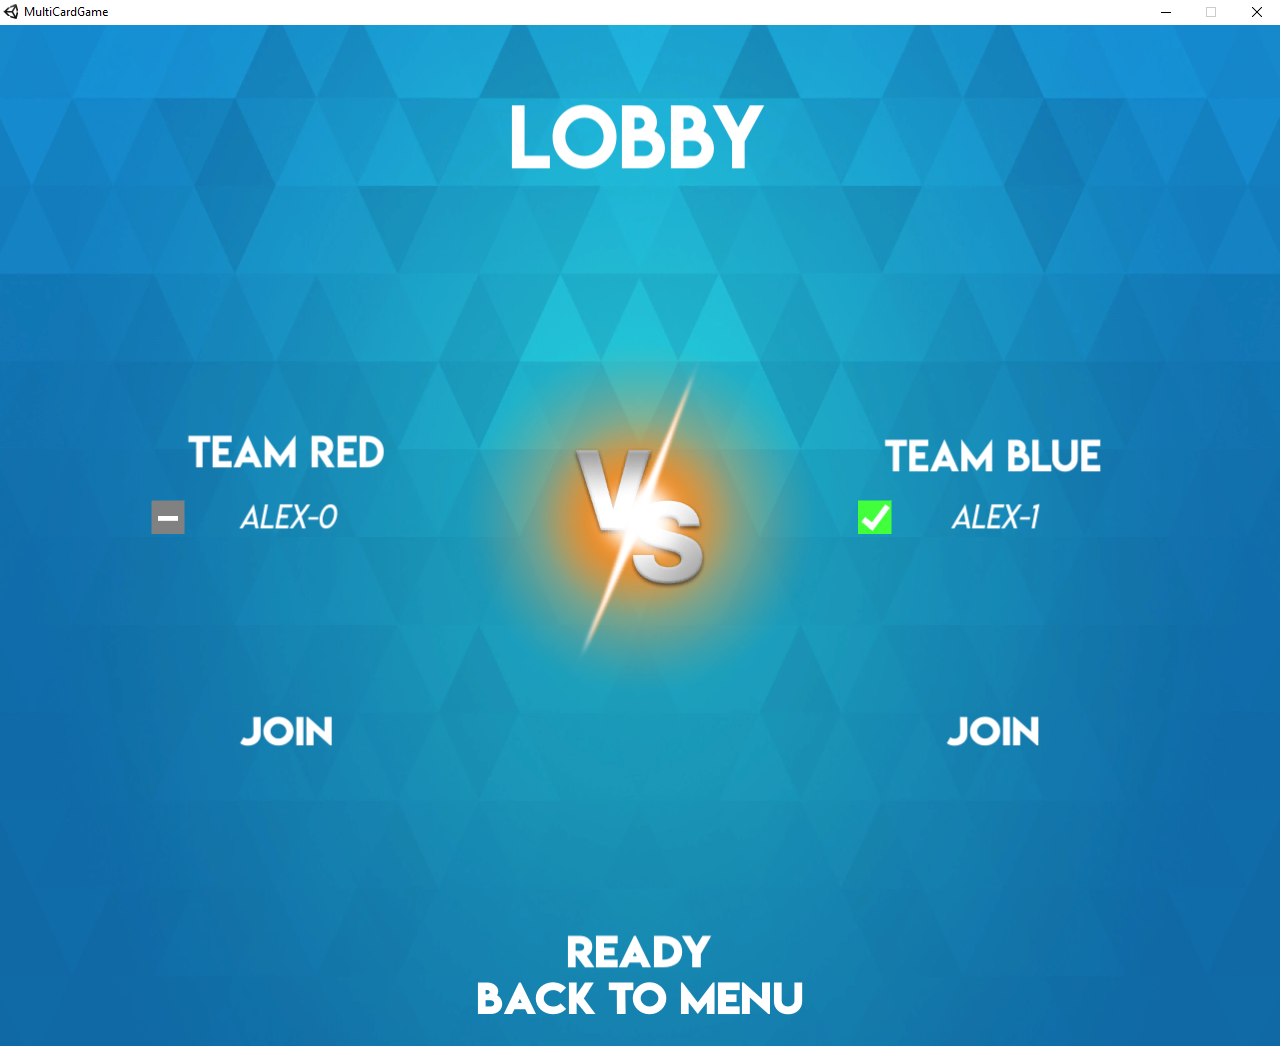 MultiCardGame
LOBBY
TEAM RED
ALEX-0
VS
TEAM BLUE
ALEX-1
JOIN
JOIN
READY
BACK TO MENU